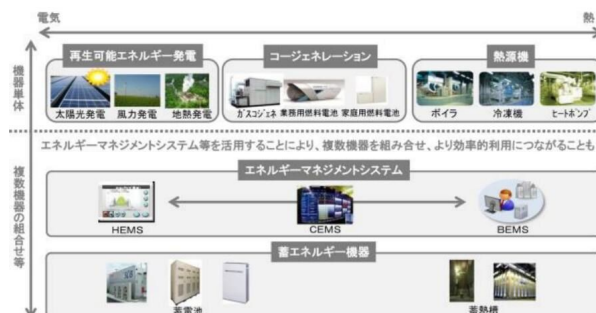 電気 熱
機器単体
再生可能エネルギー発電 コージェネレーション 熱源機
太陽光発電 風力発電 地熱発電 ガスコジェネ 業務用燃料電池 家庭用燃料電池 ボイラ 冷凍機 ヒートポンプ
エネルギーマネジメントシステム等を活用することにより、複数機器を組み合せ、より効率的利用につながることも
複数機器の組合せ等
エネルギーマネジメントシステム
HEMS CEMS BEMS
蓄エネルギー機器
蓄電池 蓄熱槽